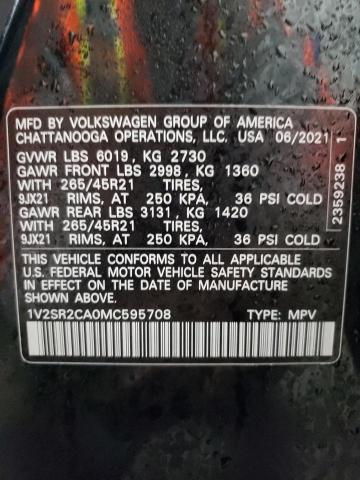 MFD BY VOLKSWAGEN GROUP OF AMERICA
CHATTANOOGA OPERATIONS, LLC, USA 06/2021
GVWR LBS 6019, KG 2730
GAWR FRONT LBS 2998, KG 1360
WITH 265/45R21 TIRES,
9JX21 RIMS, AT 250 KPA, 36 PSI COLD
GAWR REAR LBS 3131, KG 1420
WITH 265/45R21 TIRES,
9JX21 RIMS, AT 250 KPA, 36 PSI COLD
THIS VEHICLE CONFORMS TO ALL APPLICABLE
U.S. FEDERAL MOTOR VEHICLE SAFETY STANDARDS
IN EFFECT ON THE DATE OF MANUFACTURE
SHOWN ABOVE
1V2SR2CA0MC595708 TYPE: MPV
2359238 1